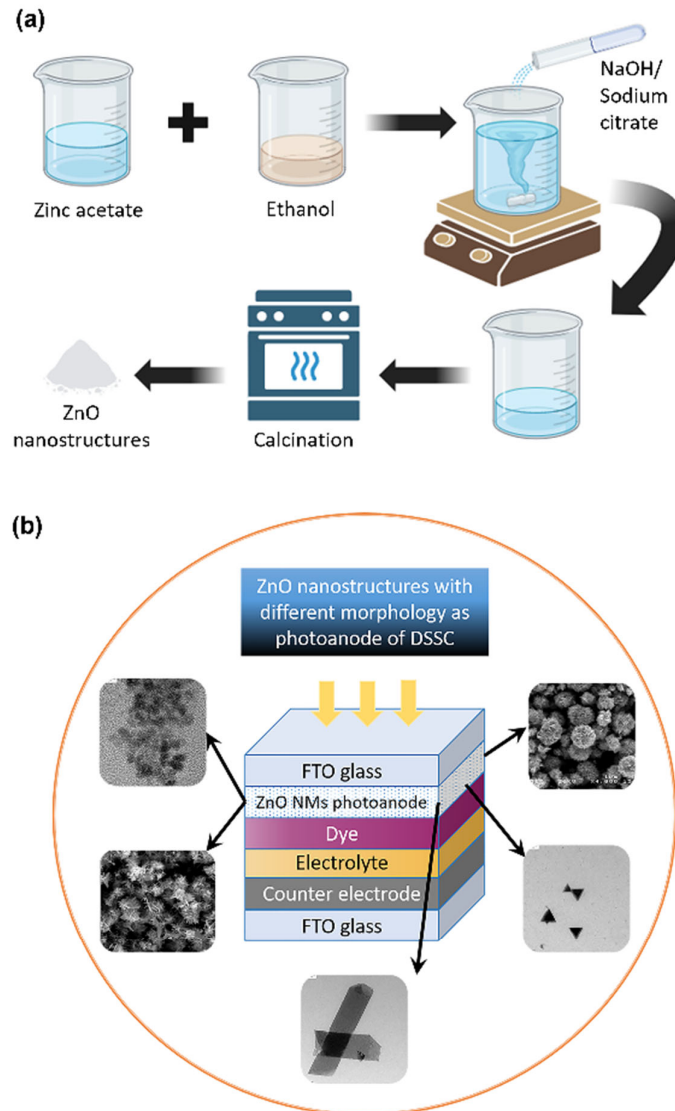 (a)
NaOH/
Sodium
citrate
Zinc acetate
Ethanol
ZnO
nanostructures
Calcination
(b)
ZnO nanostructures with
different morphology as
photoanode of DSSC
FTO glass
ZnO NMs photoanode
Dye
Electrolyte
Counter electrode
FTO glass